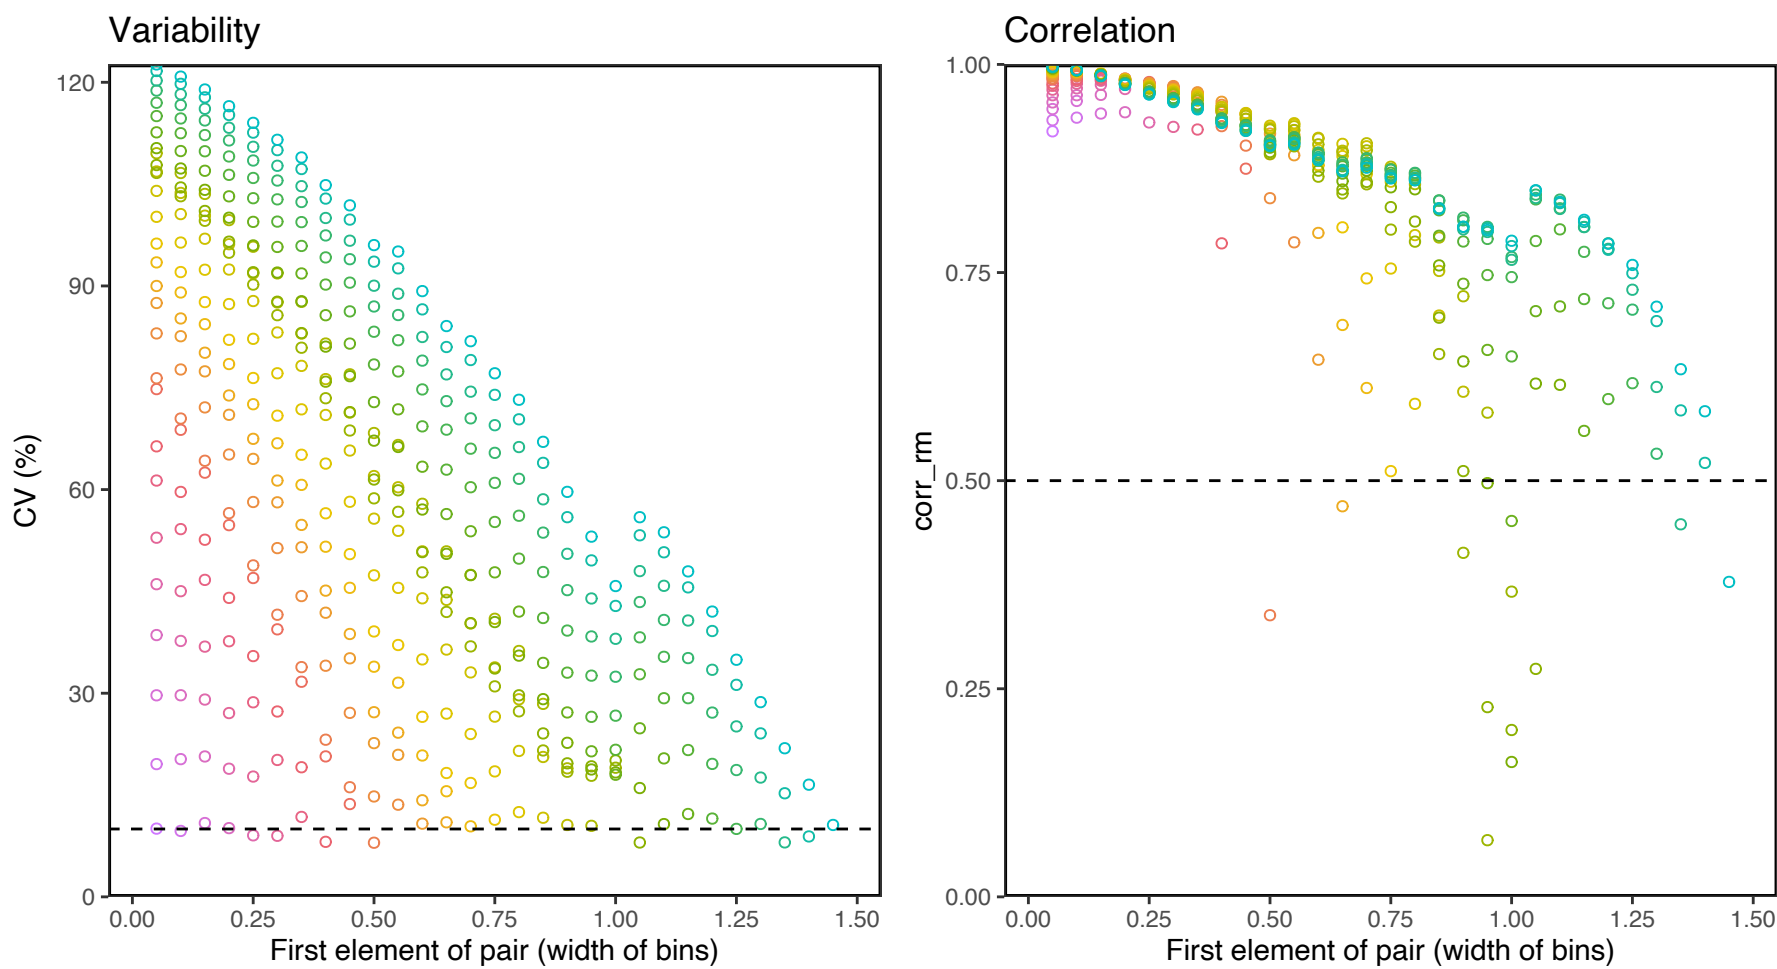 Variability
CV (%)
120
90
60
30
0
0.00 0.25 0.50 0.75 1.00 1.25 1.50
First element of pair (width of bins)
Correlation
corr_rm
1.00
0.75
0.50
0.25
0.00
0.00 0.25 0.50 0.75 1.00 1.25 1.50
First element of pair (width of bins)